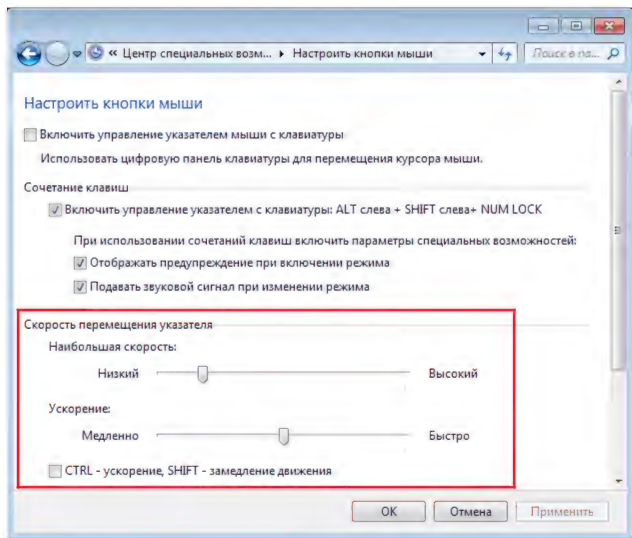 « Центр специальных возм... ▸ Настроить кнопки мыши Поиск в па...
Настроить кнопки мыши
Включить управление указателем мыши с клавиатуры
Использовать цифровую панель клавиатуры для перемещения курсора мыши.
Сочетание клавиш
Включить управление указателем с клавиатуры: ALT слева + SHIFT слева+ NUM LOCK
При использовании сочетаний клавиш включить параметры специальных возможностей:
Отображать предупреждение при включении режима
Подавать звуковой сигнал при изменении режима
Скорость перемещения указателя
Наибольшая скорость:
Низкий Высокий
Ускорение:
Медленно Быстро
CTRL - ускорение, SHIFT - замедление движения
ОК Отмена Применить